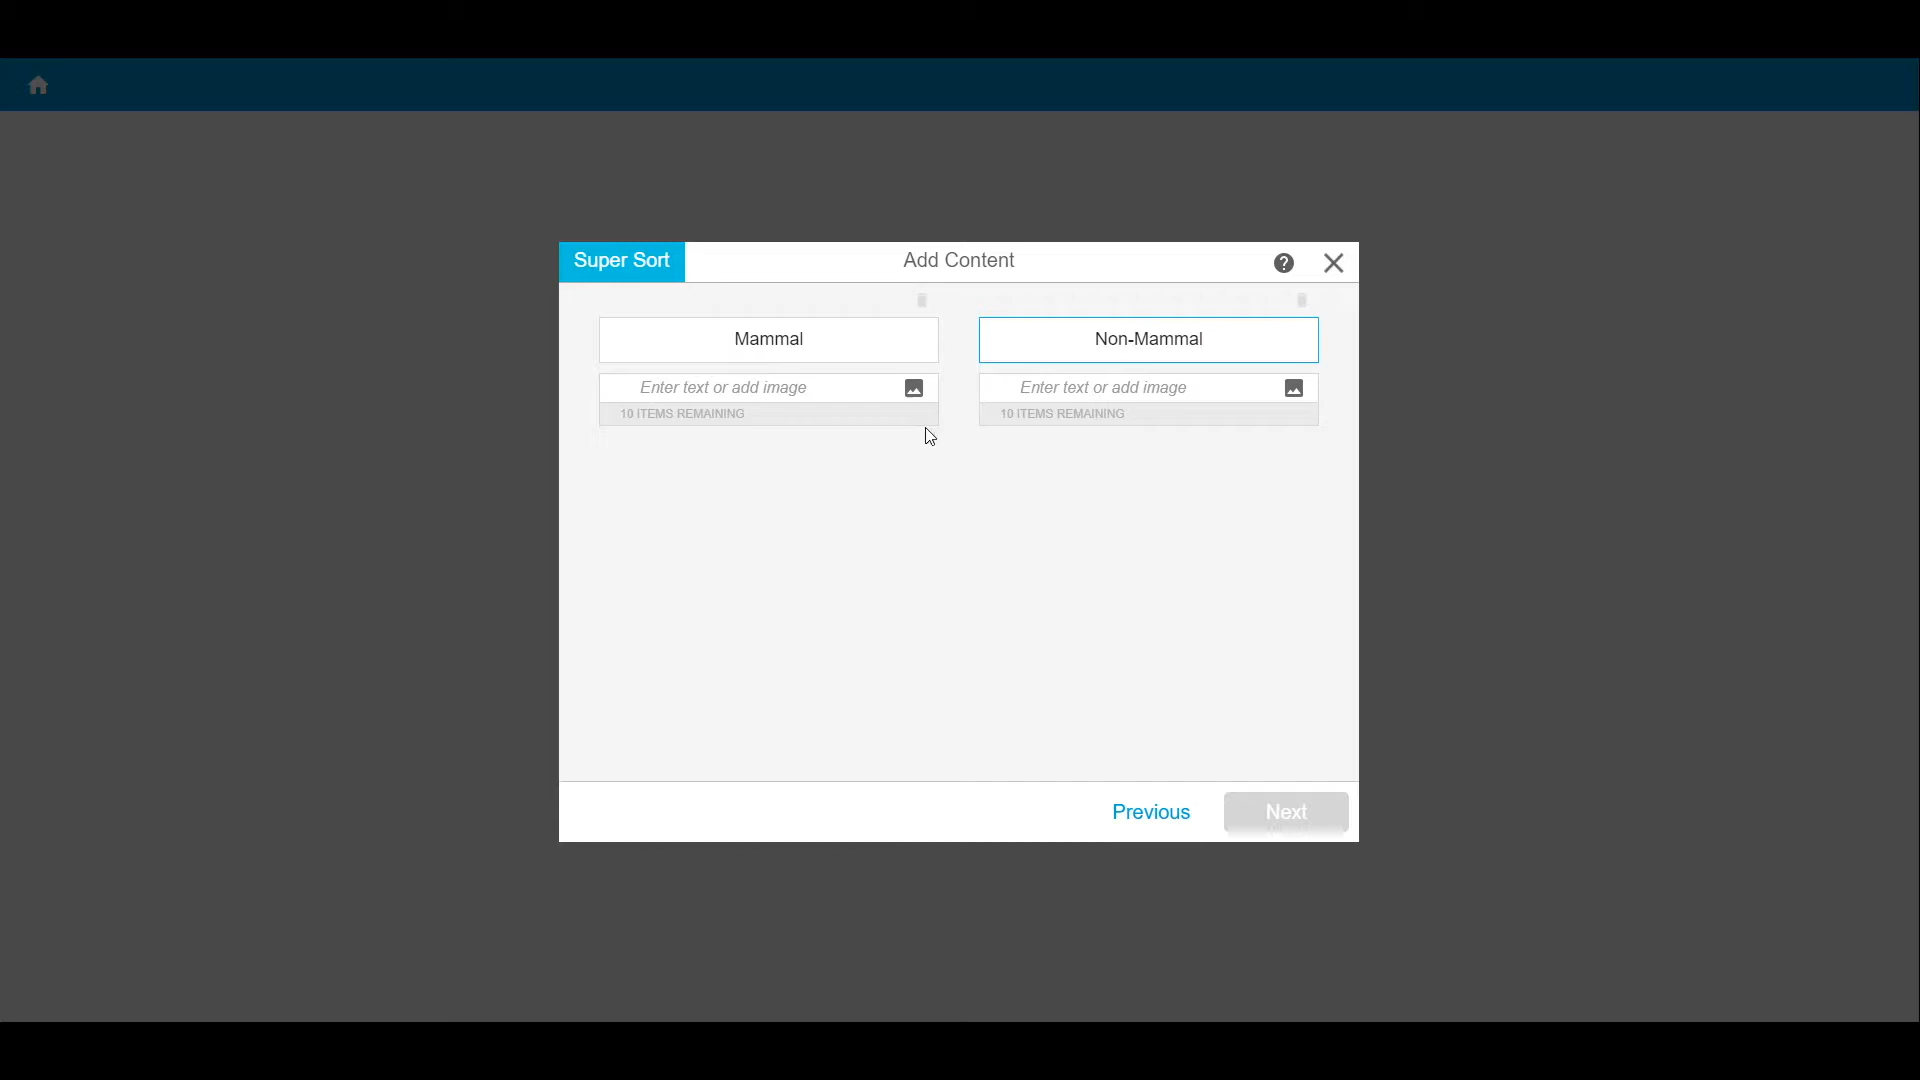 Super Sort
Add Content
Mammal
Non-Mammal
Enter text or add image
Enter text or add image
10 ITEMS REMAINING
10 ITEMS REMAINING
Previous
Next